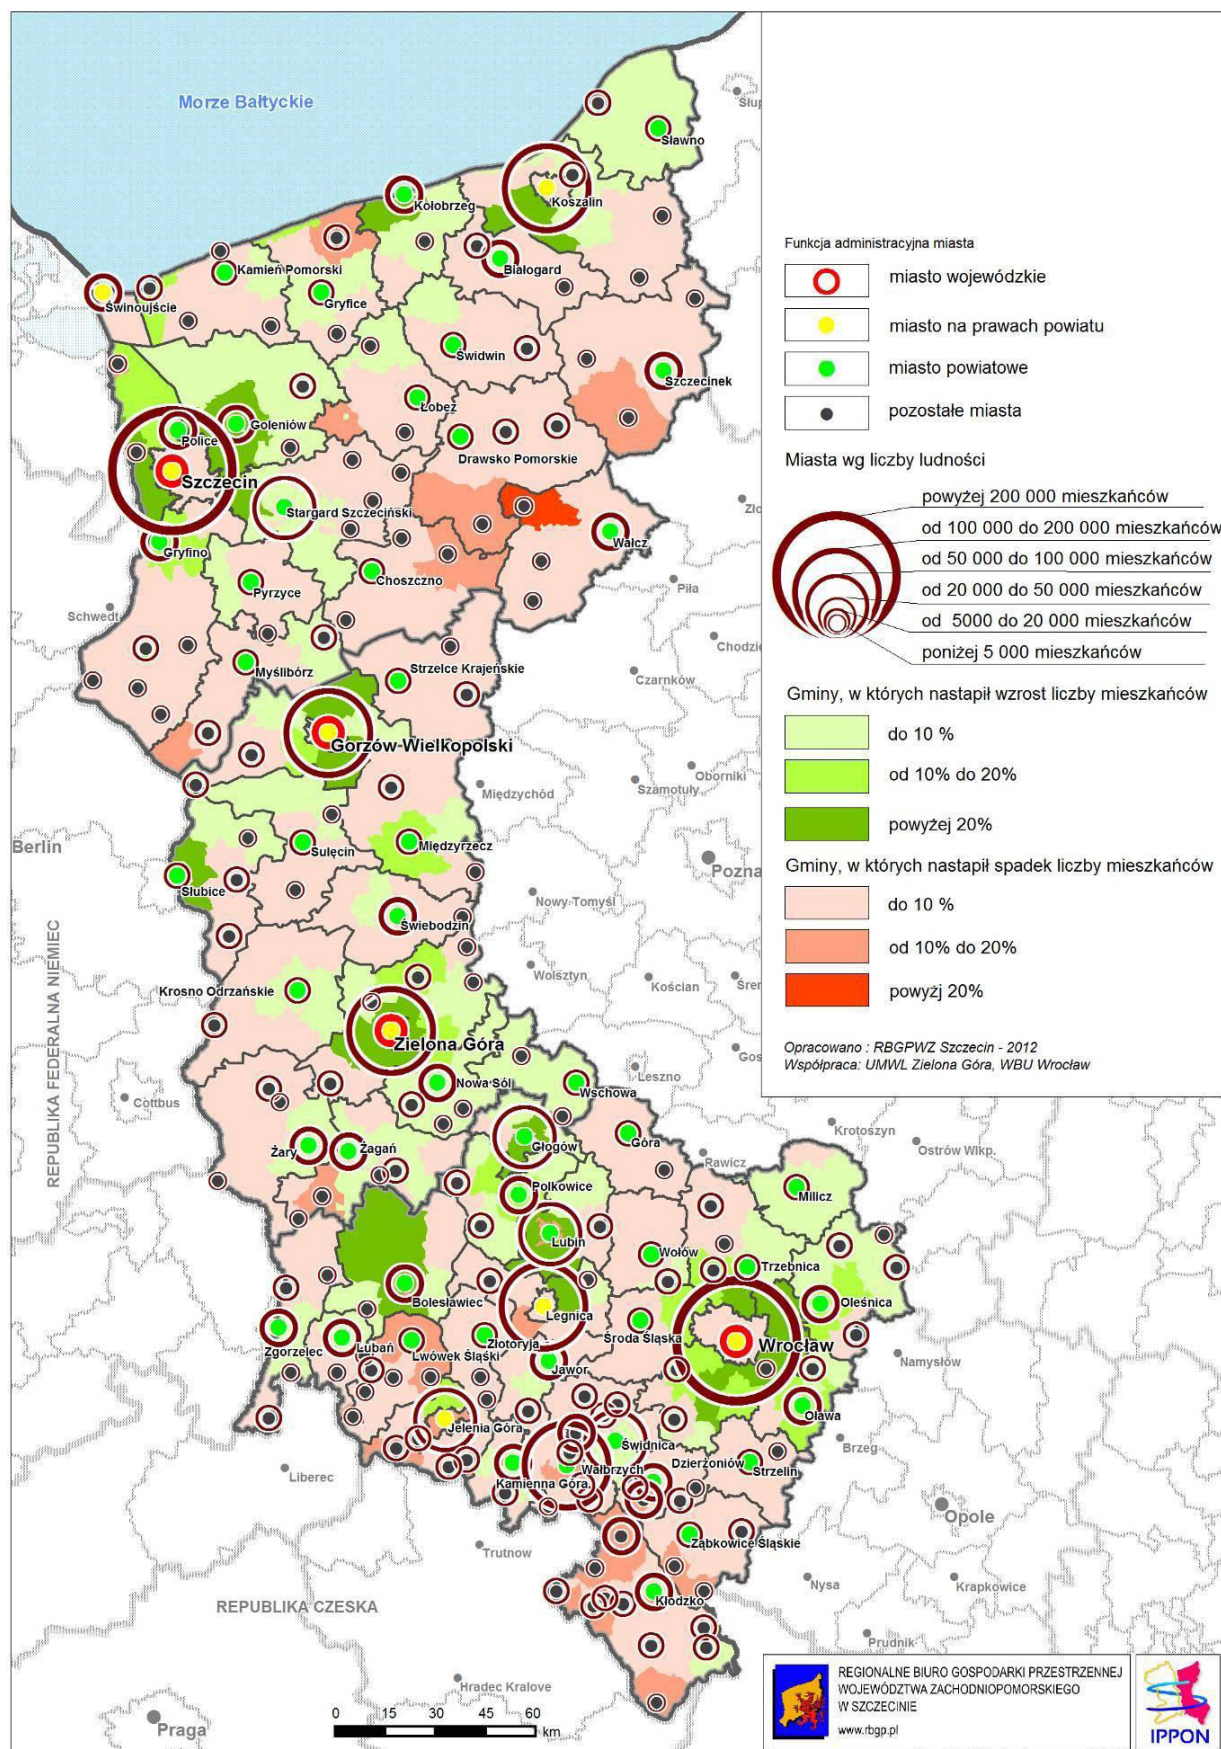 Morze Bałtyckie
Sławno
Koszalin
Kołobrzeg
Białogard
Kamień Pomorski
Gryfice
Świnoujście
Świdwin
Szczecinek
Łobez
Goleniów
Police
Drawsko Pomorskie
Szczecin
Stargard Szczeciński
Wałcz
Gryfino
Choszczno
Pyrzyce
Piła
Schwedt
Myślibórz
Strzelce Krajeńskie
Czarnków
Gorzów Wielkopolski
Oborniki
Szamotuły
Międzychód
Berlin
Sulęcin
Międzyrzecz
Słubice
Nowy Tomyśl
Świebodzin
Wolsztyn
Kościan
Krosno Odrzańskie
Zielona Góra
REPUBLIKA FEDERALNA NIEMIEC
Leszno
Nowa Sól
Wschowa
Cottbus
Krotoszyn
Ostrów Wlkp.
Żary
Żagań
Głogów
Góra
Rawicz
Polkowice
Milicz
Lubin
Wołów
Trzebnica
Bolesławiec
Legnica
Oleśnica
Zgorzelec
Lubań
Lwówek Śląski
Złotoryja
Środa Śląska
Wrocław
Jawor
Namysłów
Jelenia Góra
Oława
Świdnica
Brzeg
Liberec
Wałbrzych
Dzierżoniów
Strzelin
Kamienna Góra
Opole
Trutnow
Ząbkowice Śląskie
Nysa
Krapkowice
REPUBLIKA CZESKA
Kłodzko
Prudnik
Hradec Kralove
Praga
0 15 30 45 60
km
Funkcja administracyjna miasta
miasto wojewódzkie
miasto na prawach powiatu
miasto powiatowe
pozostałe miasta
Miasta wg liczby ludności
powyżej 200 000 mieszkańców
od 100 000 do 200 000 mieszkańców
od 50 000 do 100 000 mieszkańców
od 20 000 do 50 000 mieszkańców
od 5000 do 20 000 mieszkańców
poniżej 5 000 mieszkańców
Gminy, w których nastapił wzrost liczby mieszkańców
do 10 %
od 10% do 20%
powyżej 20%
Gminy, w których nastapił spadek liczby mieszkańców
do 10 %
od 10% do 20%
powyżj 20%
Opracowano : RBGPWZ Szczecin - 2012
Współpraca: UMWL Zielona Góra, WBU Wrocław
REGIONALNE BIURO GOSPODARKI PRZESTRZENNEJ
WOJEWÓDZTWA ZACHODNIOPOMORSKIEGO
W SZCZECINIE
www.rbgp.pl
IPPON